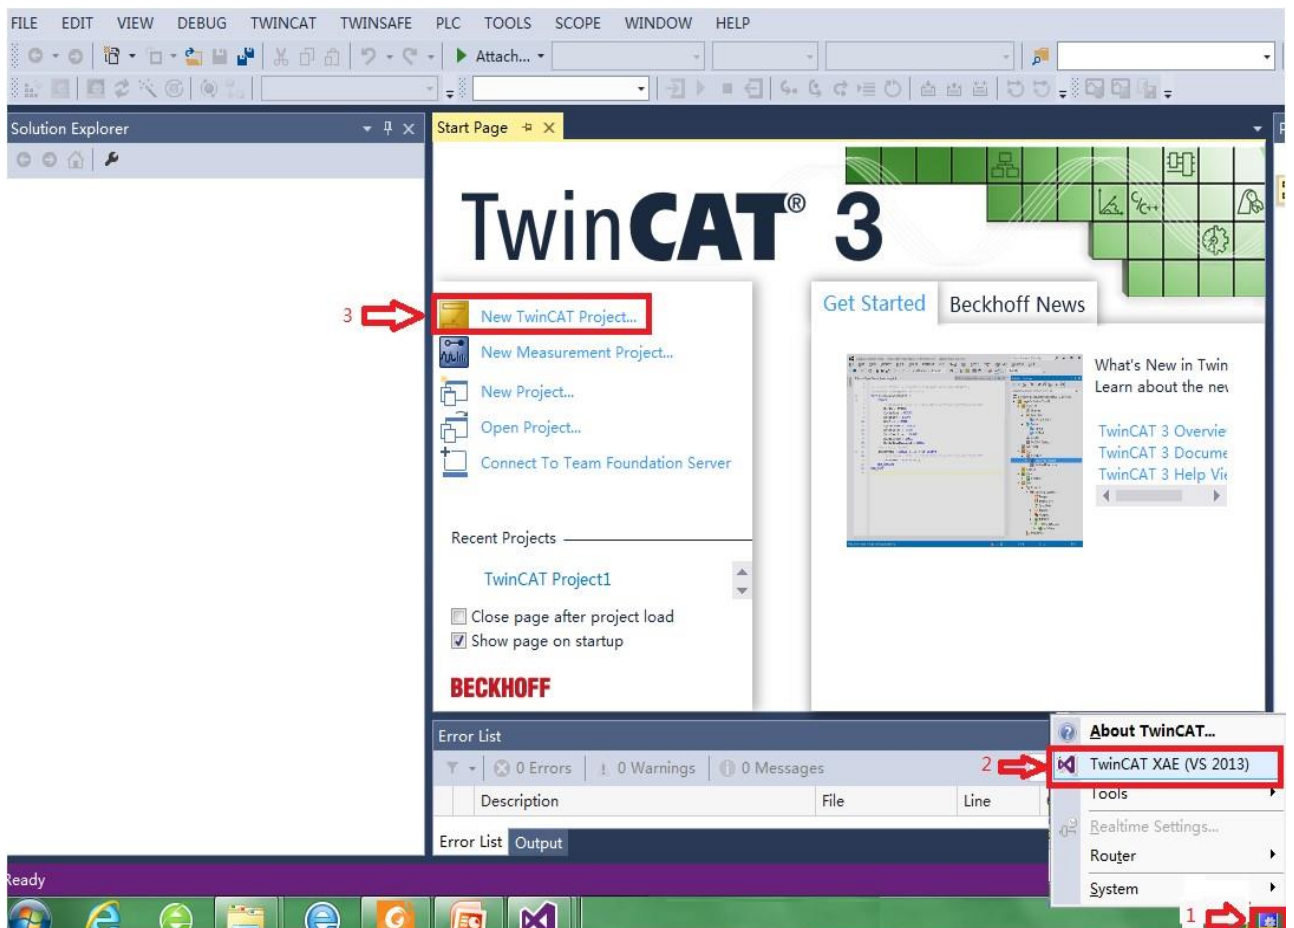 FILE EDIT VIEW DEBUG TWINCAT TWINSAFE PLC TOOLS SCOPE WINDOW HELP
Attach...
Solution Explorer
Start Page
TwinCAT® 3
C/C++
Get Started
Beckhoff News
3
New TwinCAT Project...
New Measurement Project...
New Project...
Open Project...
Connect To Team Foundation Server
What's New in Twin
Learn about the nev
TwinCAT 3 Overvie
TwinCAT 3 Docume
TwinCAT 3 Help Vie
Recent Projects
TwinCAT Project1
Close page after project load
Show page on startup
BECKHOFF
Error List
0 Errors
0 Warnings
0 Messages
Description
File
Line
Error List
Output
About TwinCAT...
2
TwinCAT XAE (VS 2013)
Tools
Realtime Settings...
Router
System
Ready
1